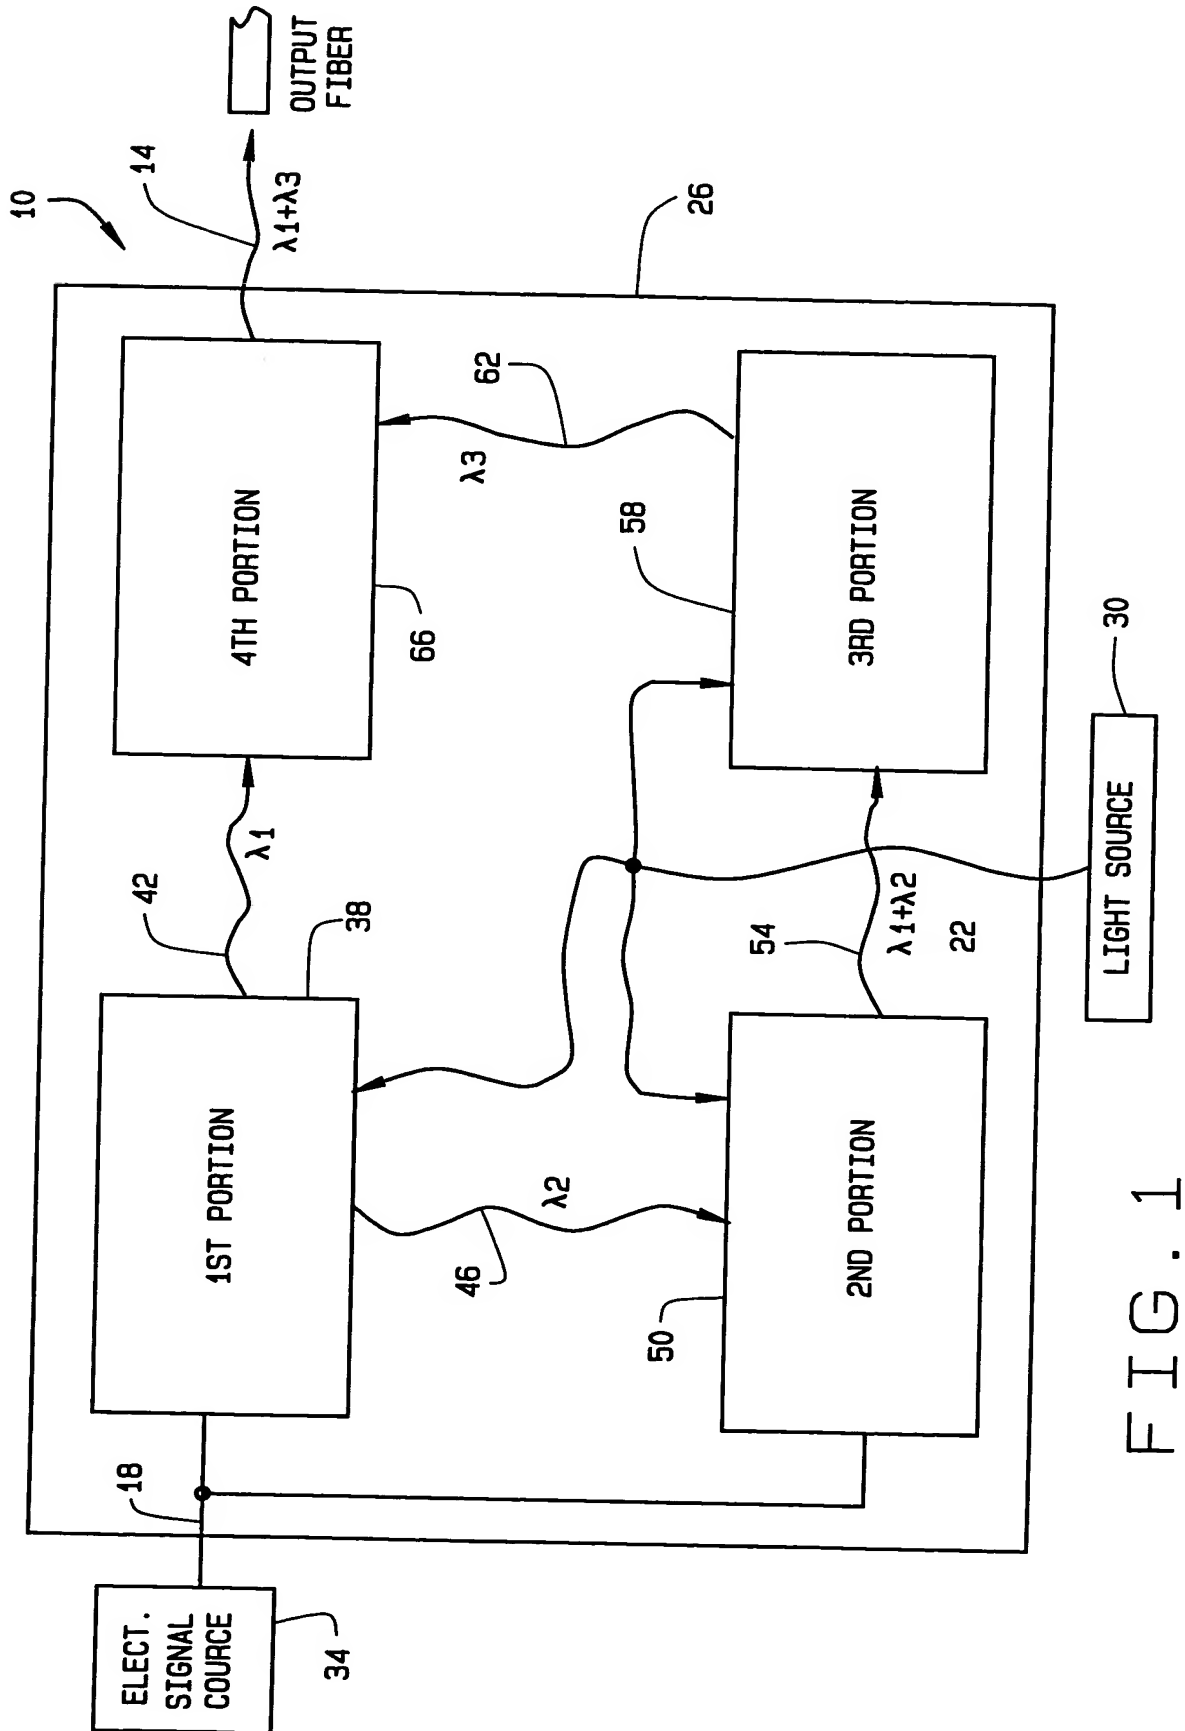 10
14
λ1+λ3
OUTPUT
FIBER
26
42
λ1
38
4TH PORTION
66
62
λ3
1ST PORTION
18
ELECT.
SIGNAL
COURCE
34
46
λ2
50
2ND PORTION
54
λ1+λ2
22
58
3RD PORTION
LIGHT SOURCE
30
FIG. 1